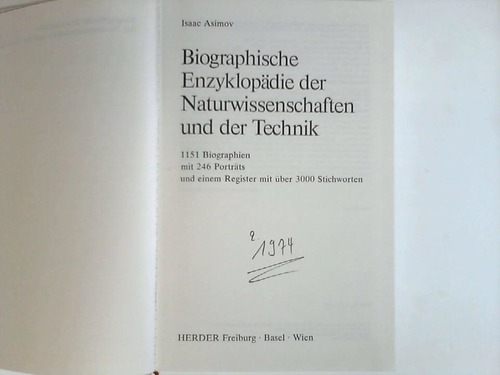 Isaac Asimov
Biographische
Enzyklopädie der
Naturwissenschaften
und der Technik
1151 Biographien
mit 246 Porträts
und einem Register mit über 3000 Stichworten
? 1974
HERDER Freiburg · Basel · Wien